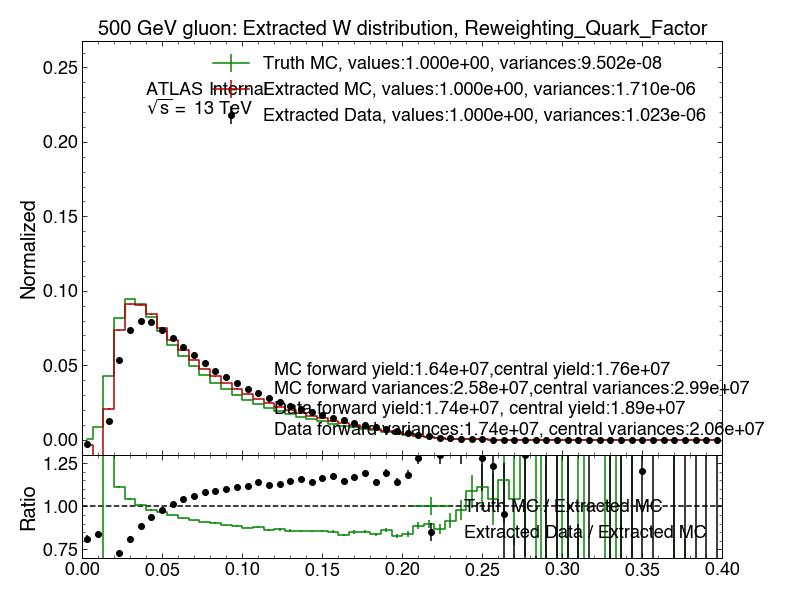 500 GeV gluon: Extracted W distribution, Reweighting_Quark_Factor
Truth MC, values:1.000e+00, variances:9.502e-08
ATLAS Internal
Extracted MC, values:1.000e+00, variances:1.710e-06
√s = 13 TeV
Extracted Data, values:1.000e+00, variances:1.023e-06
0.25
0.20
0.15
0.10
0.05
0.00
Normalized
MC forward yield:1.64e+07,central yield:1.76e+07
MC forward variances:2.58e+07,central variances:2.99e+07
Data forward yield:1.74e+07, central yield:1.89e+07
Data forward variances:1.74e+07, central variances:2.06e+07
1.25
1.00
0.75
Ratio
Truth MC / Extracted MC
Extracted Data / Extracted MC
0.00 0.05 0.10 0.15 0.20 0.25 0.30 0.35 0.40